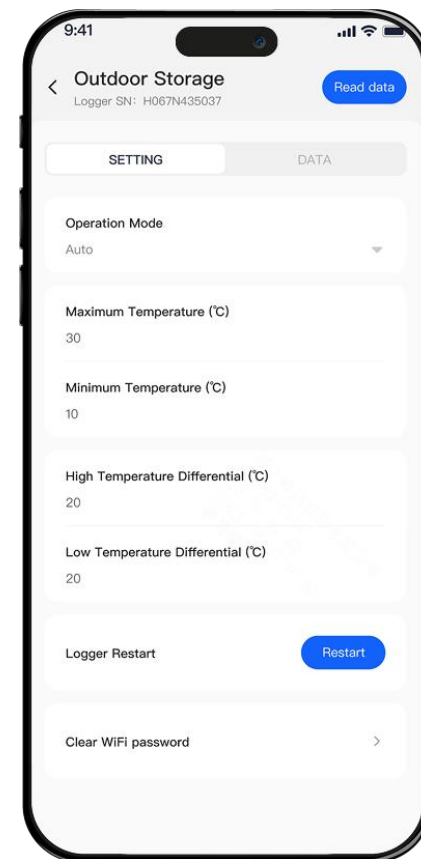 9:41
Outdoor Storage
Read data
Logger SN: H067N435037
SETTING
DATA
Operation Mode
Auto
Maximum Temperature (℃)
30
Minimum Temperature (℃)
10
High Temperature Differential (℃)
20
Low Temperature Differential (℃)
20
Logger Restart
Restart
Clear WiFi password